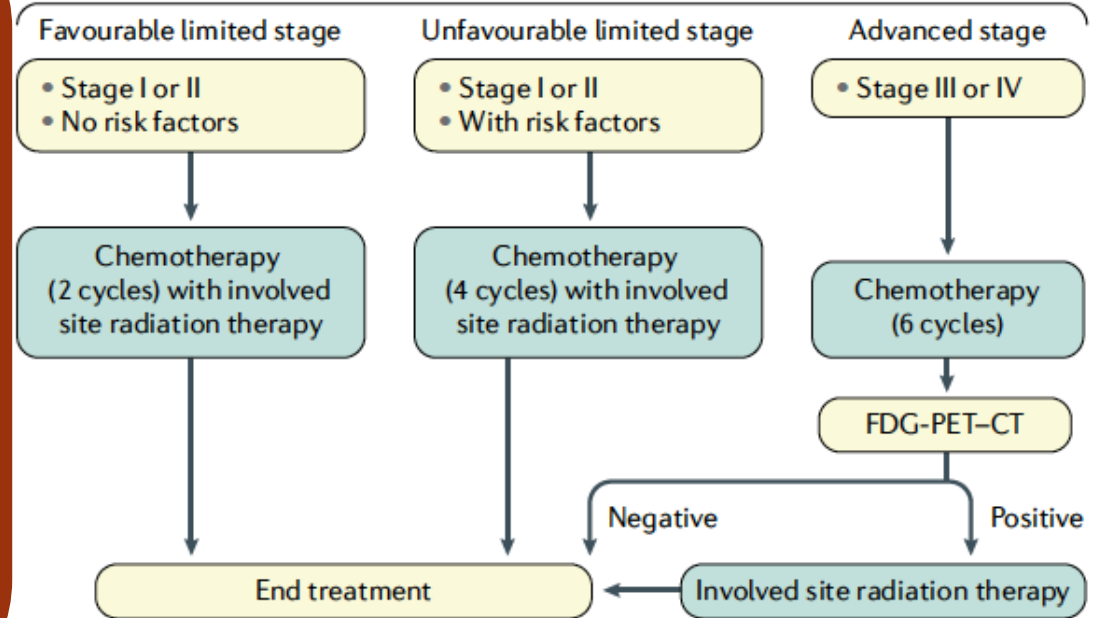 Favourable limited stage
• Stage I or II
• No risk factors
Chemotherapy
(2 cycles) with involved
site radiation therapy
Unfavourable limited stage
• Stage I or II
• With risk factors
Chemotherapy
(4 cycles) with involved
site radiation therapy
Advanced stage
• Stage III or IV
Chemotherapy
(6 cycles)
FDG-PET–CT
Negative
Positive
Involved site radiation therapy
End treatment